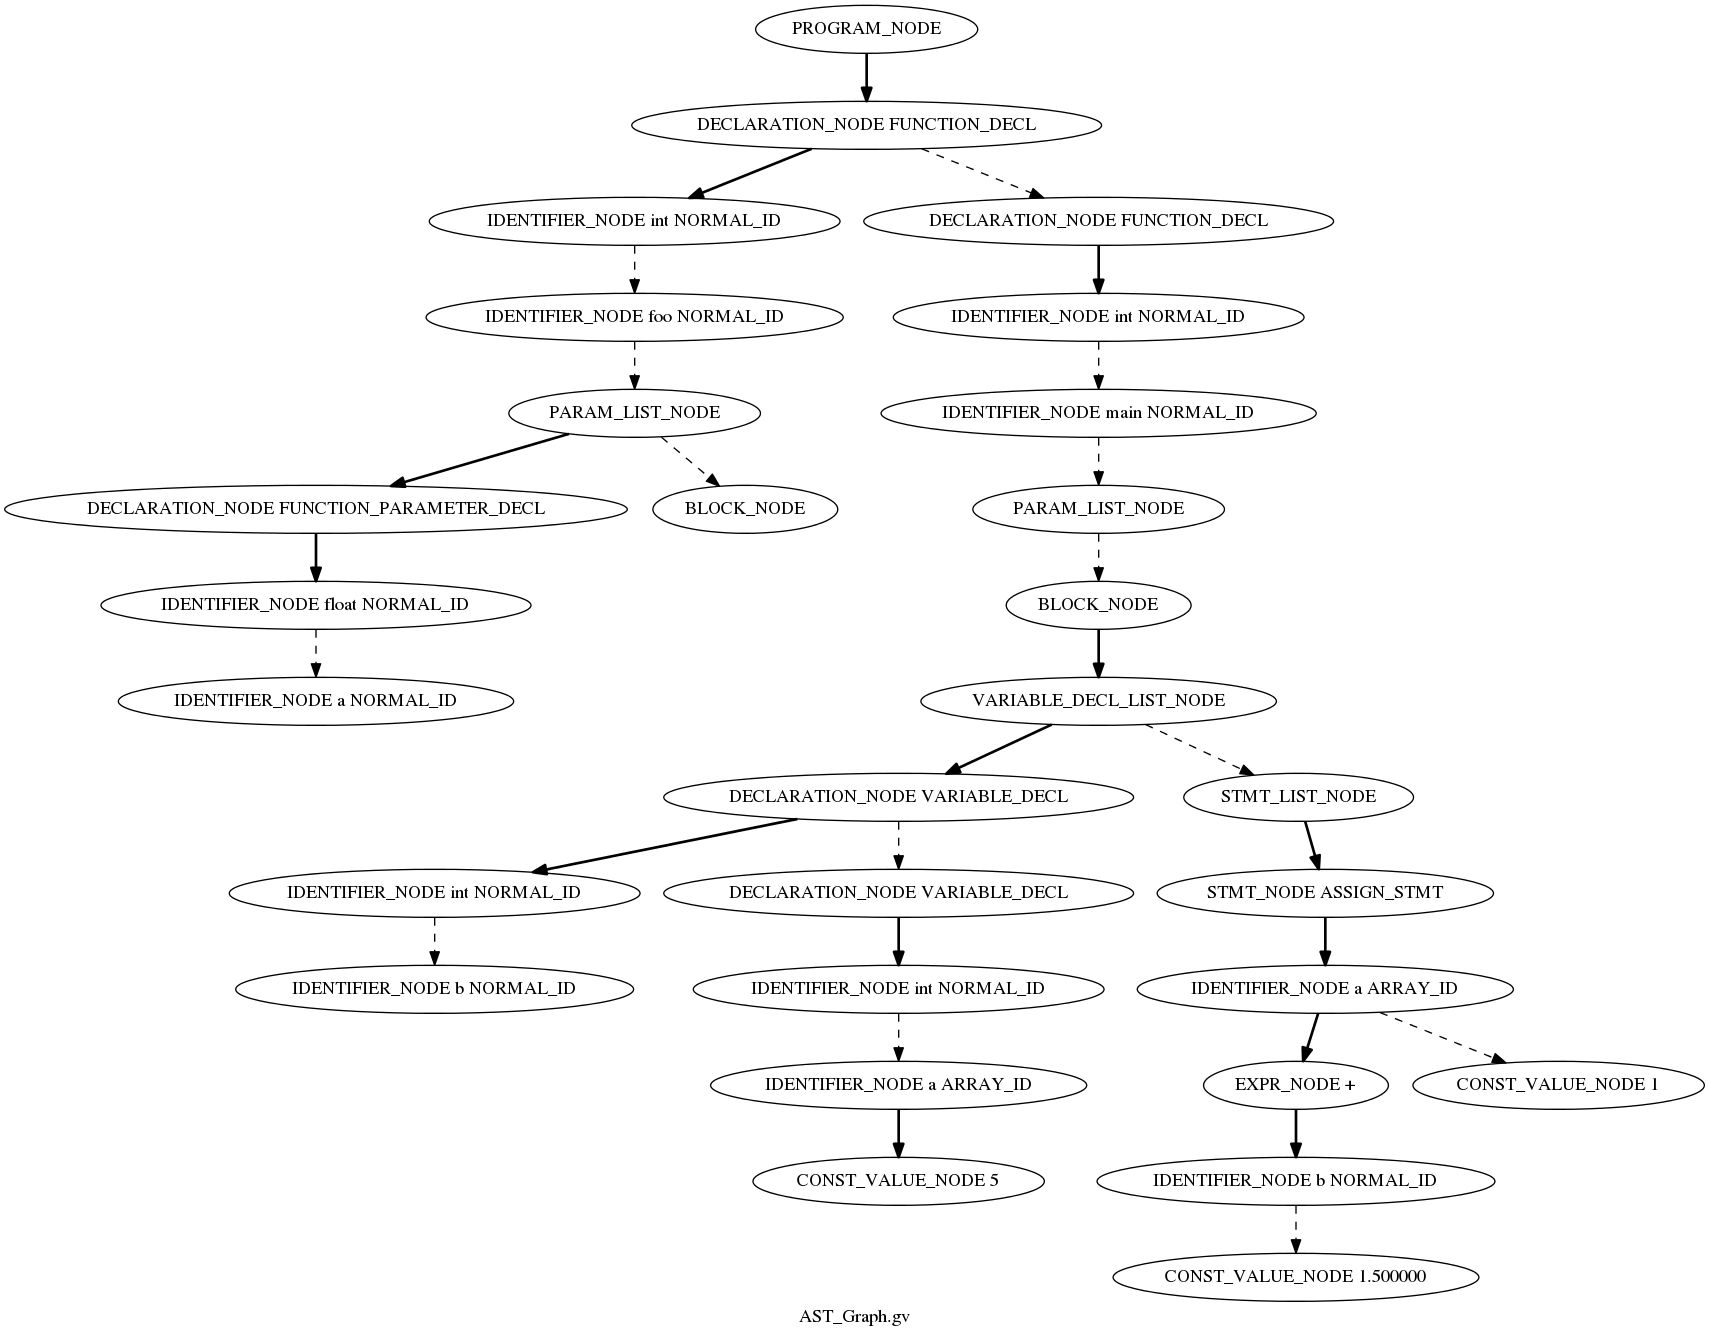 PROGRAM_NODE
DECLARATION_NODE FUNCTION_DECL
IDENTIFIER_NODE int NORMAL_ID
DECLARATION_NODE FUNCTION_DECL
IDENTIFIER_NODE foo NORMAL_ID
IDENTIFIER_NODE int NORMAL_ID
PARAM_LIST_NODE
IDENTIFIER_NODE main NORMAL_ID
DECLARATION_NODE FUNCTION_PARAMETER_DECL
BLOCK_NODE
PARAM_LIST_NODE
IDENTIFIER_NODE float NORMAL_ID
BLOCK_NODE
IDENTIFIER_NODE a NORMAL_ID
VARIABLE_DECL_LIST_NODE
DECLARATION_NODE VARIABLE_DECL
STMT_LIST_NODE
IDENTIFIER_NODE int NORMAL_ID
DECLARATION_NODE VARIABLE_DECL
STMT_NODE ASSIGN_STMT
IDENTIFIER_NODE b NORMAL_ID
IDENTIFIER_NODE int NORMAL_ID
IDENTIFIER_NODE a ARRAY_ID
IDENTIFIER_NODE a ARRAY_ID
EXPR_NODE +
CONST_VALUE_NODE 1
CONST_VALUE_NODE 5
IDENTIFIER_NODE b NORMAL_ID
CONST_VALUE_NODE 1.500000
AST_Graph.gv